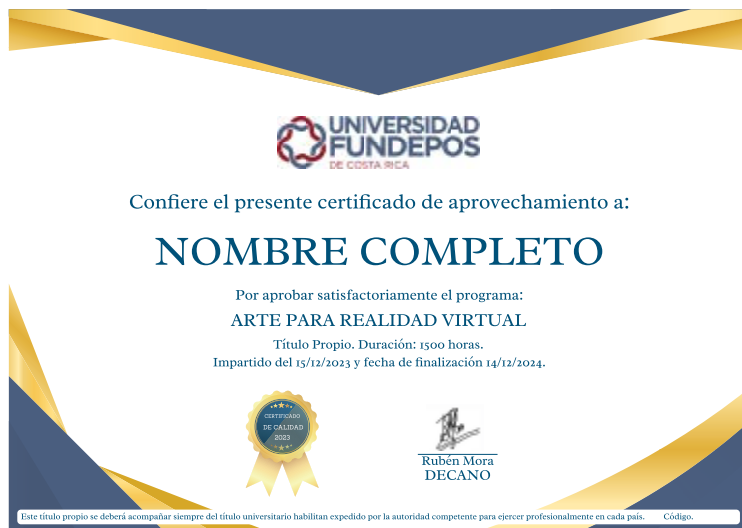 UNIVERSIDAD
FUNDEPOS
DE COSTA RICA
Confiere el presente certificado de aprovechamiento a:
NOMBRE COMPLETO
Por aprobar satisfactoriamente el programa:
ARTE PARA REALIDAD VIRTUAL
Título Propio. Duración: 1500 horas.
Impartido del 15/12/2023 y fecha de finalización 14/12/2024.
CERTIFICADO
DE CALIDAD
2023
Rubén Mora
DECANO
Este título propio se deberá acompañar siempre del título universitario habilitan expedido por la autoridad competente para ejercer profesionalmente en cada país. Código.